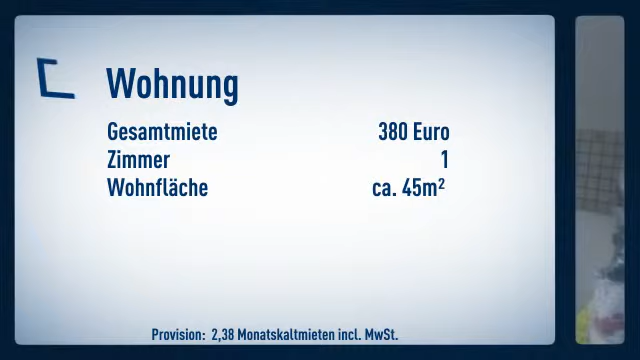 Wohnung
Gesamtmiete 380 Euro
Zimmer 1
Wohnfläche ca. 45m²
Provision: 2,38 Monatskaltmieten incl. MwSt.